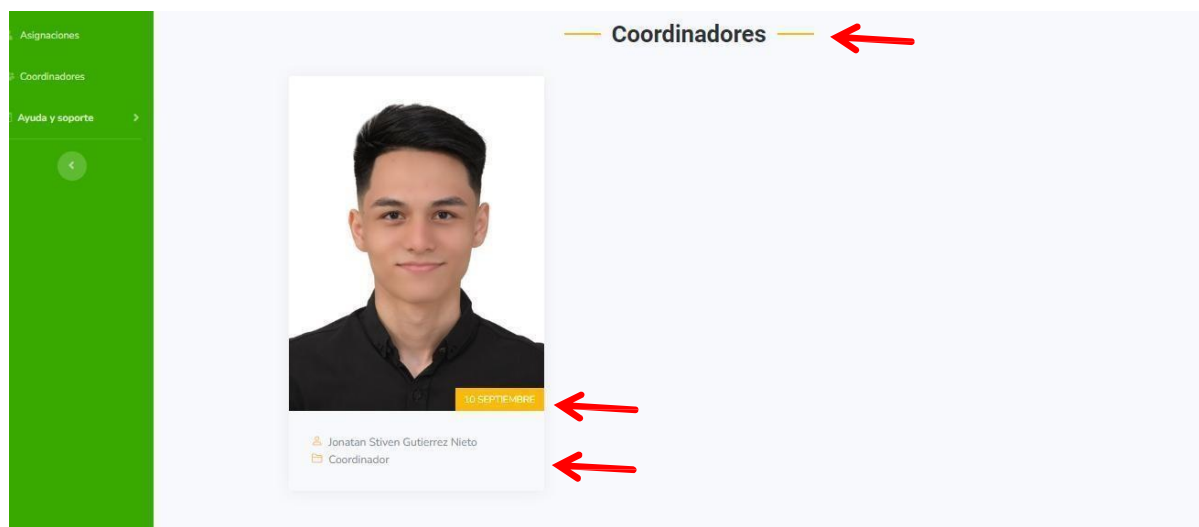 Asignaciones
Coordinadores
Ayuda y soporte
Coordinadores
10 SEPTIEMBRE
Jonatan Stiven Gutierrez Nieto
Coordinador